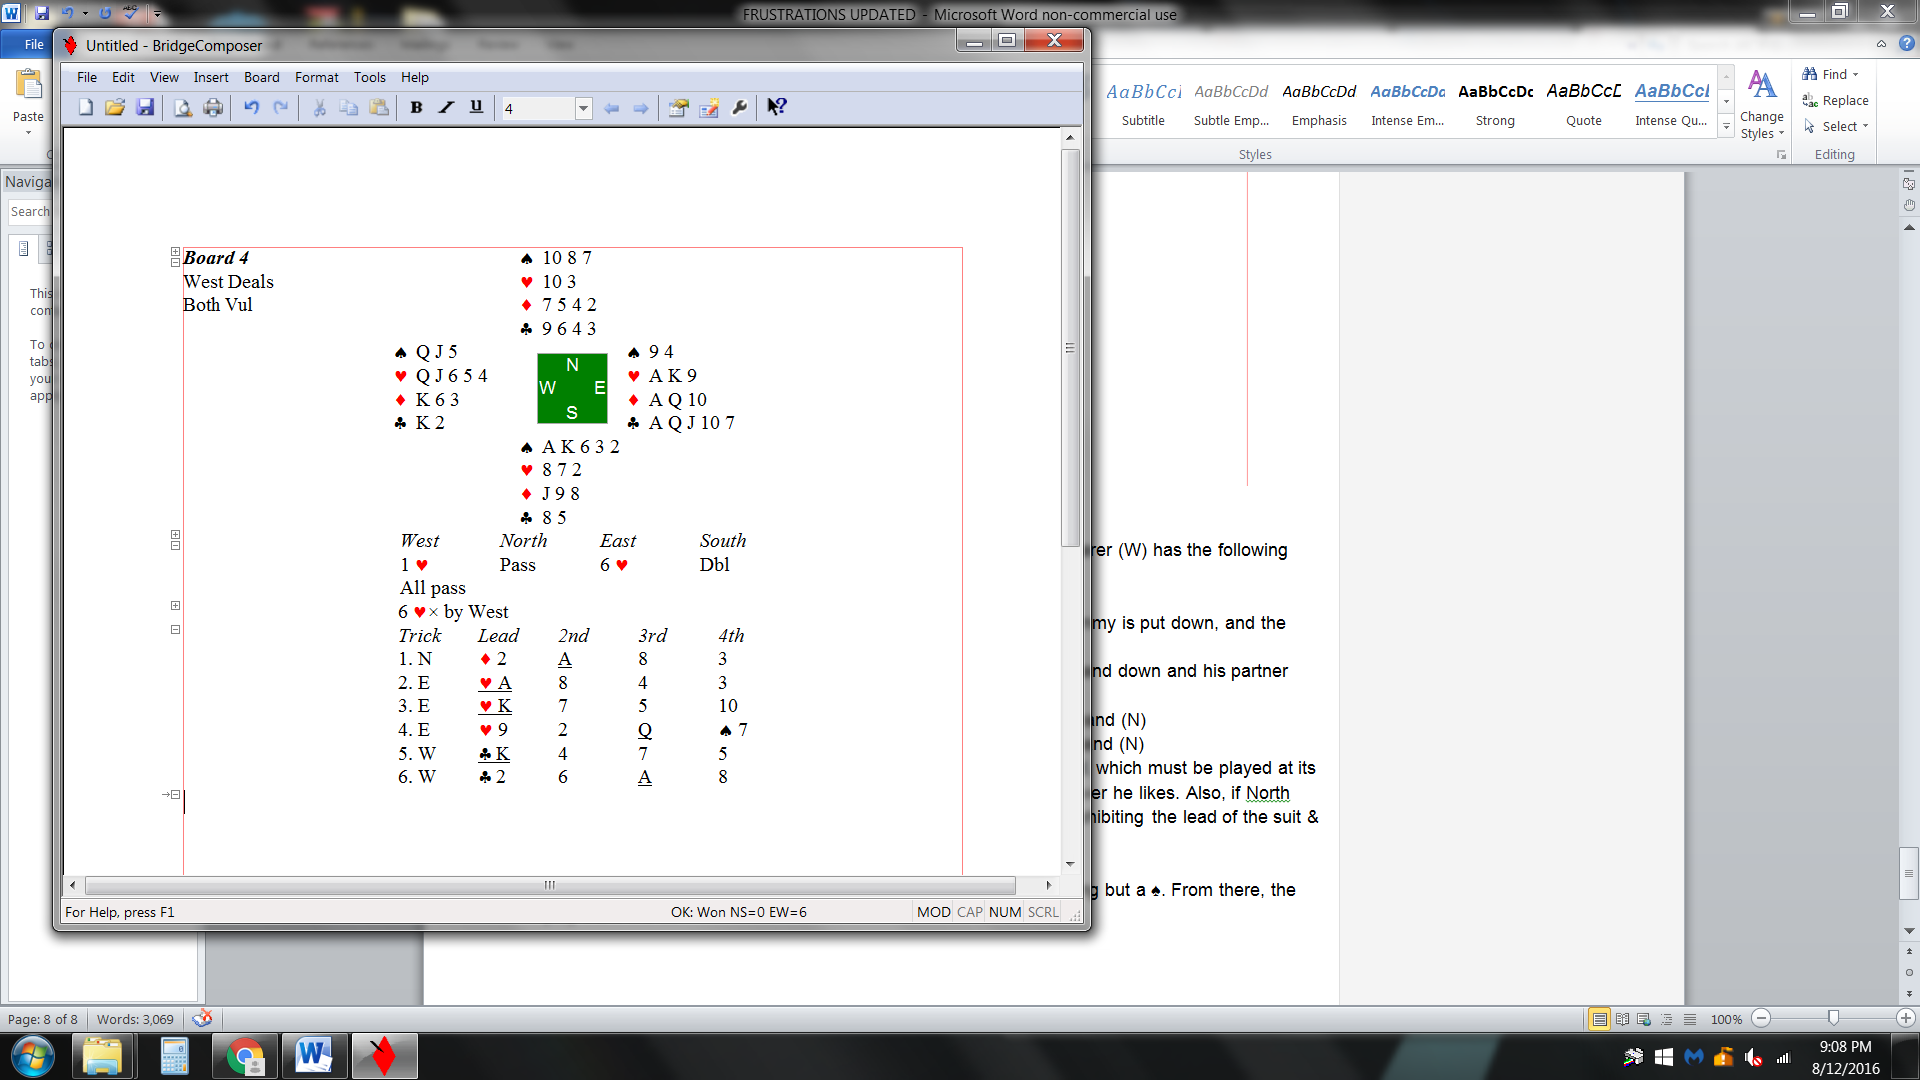 FRUSTRATIONS UPDATED - Microsoft Word non-commercial use
File
Untitled - BridgeComposer
File Edit View Insert Board Format Tools Help
Paste
4
AaBbCcI AaBbCcDd AaBbCcDd AaBbCcDd AaBbCcDc AaBbCcD AaBbCcI
Subtitle Subtle Emp... Emphasis Intense Em... Strong Quote Intense Qu...
Change Styles
Find
Replace
Select
Styles
Editing
Naviga
Search
This
com
To
tabs
you
app
Board 4
West Deals
Both Vul
♠ 10 8 7
♥ 10 3
♦ 7 5 4 2
♣ 9 6 4 3
♠ Q J 5
♥ Q J 6 5 4
♦ K 6 3
♣ K 2
N
W E
S
♠ 9 4
♥ A K 9
♦ A Q 10
♣ A Q J 10 7
♠ A K 6 3 2
♥ 8 7 2
♦ J 9 8
♣ 8 5
West North East South
1 ♥ Pass 6 ♥ Dbl
All pass
6 ♥× by West
Trick Lead 2nd 3rd 4th
1. N ♦ 2 A 8 3
2. E ♥ A 8 4 3
3. E ♥ K 7 5 10
4. E ♥ 9 2 Q ♠ 7
5. W ♣ K 4 7 5
6. W ♣ 2 6 A 8
For Help, press F1
OK: Won NS=0 EW=6
MOD CAP NUM SCRL
rer (W) has the following
my is put down, and the
nd down and his partner
and (N)
nd (N)
which must be played at its
er he likes. Also, if North
hibiting the lead of the suit &
g but a ♠. From there, the
Page: 8 of 8
Words: 3,069
100%
9:08 PM
8/12/2016